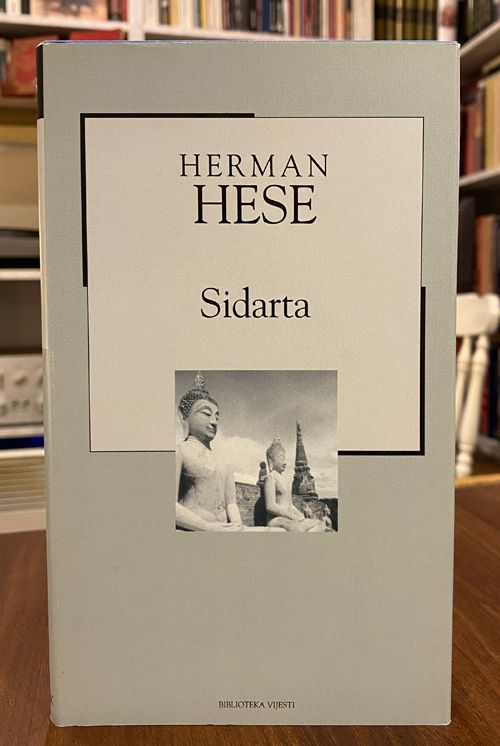 HERMAN
HESE
Sidarta
BIBLIOTEKA VIJESTI